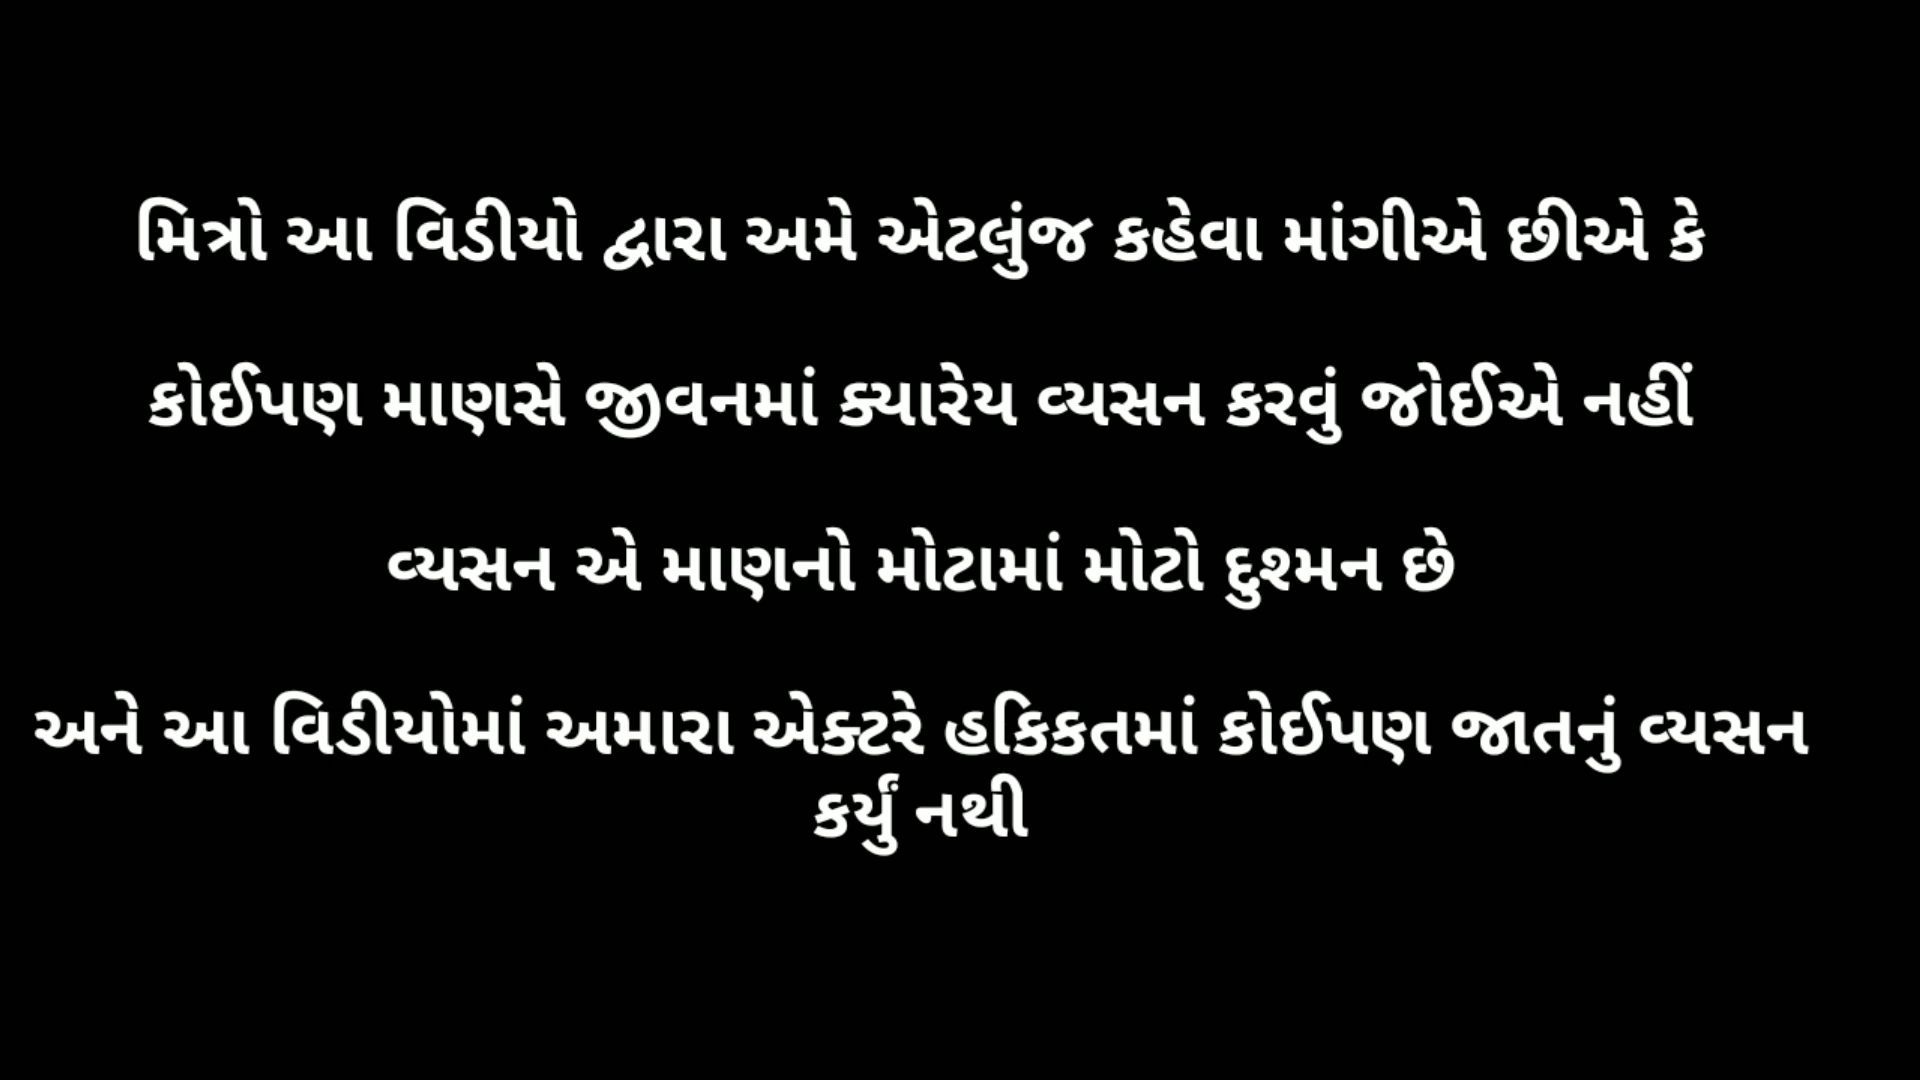 મિત્રો આ વિડીયો દ્વારા અમે એટલુંજ કહેવા માંગીએ છીએ કે
કોઈપણ માણસે જીવનમાં ક્યારેય વ્યસન કરવું જોઈએ નહીં
વ્યસન એ માણનો મોટામાં મોટો દુશ્મન છે
અને આ વિડીયોમાં અમારા એક્ટરે હકિકતમાં કોઈપણ જાતનું વ્યસન
કર્યું નથી